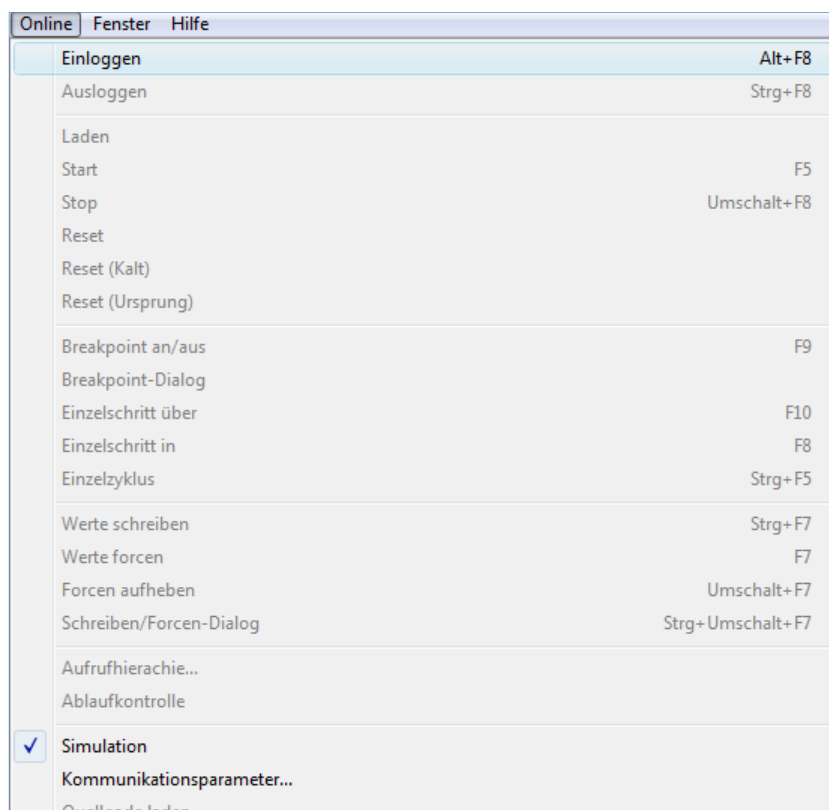 Online Fenster Hilfe
Einloggen Alt+F8
Ausloggen Strg+F8
Laden
Start F5
Stop Umschalt+F8
Reset
Reset (Kalt)
Reset (Ursprung)
Breakpoint an/aus F9
Breakpoint-Dialog
Einzelschritt über F10
Einzelschritt in F8
Einzelzyklus Strg+F5
Werte schreiben Strg+F7
Werte forcen F7
Forcen aufheben Umschalt+F7
Schreiben/Forcen-Dialog Strg+Umschalt+F7
Aufrufhierachie...
Ablaufkontrolle
Simulation
Kommunikationsparameter...